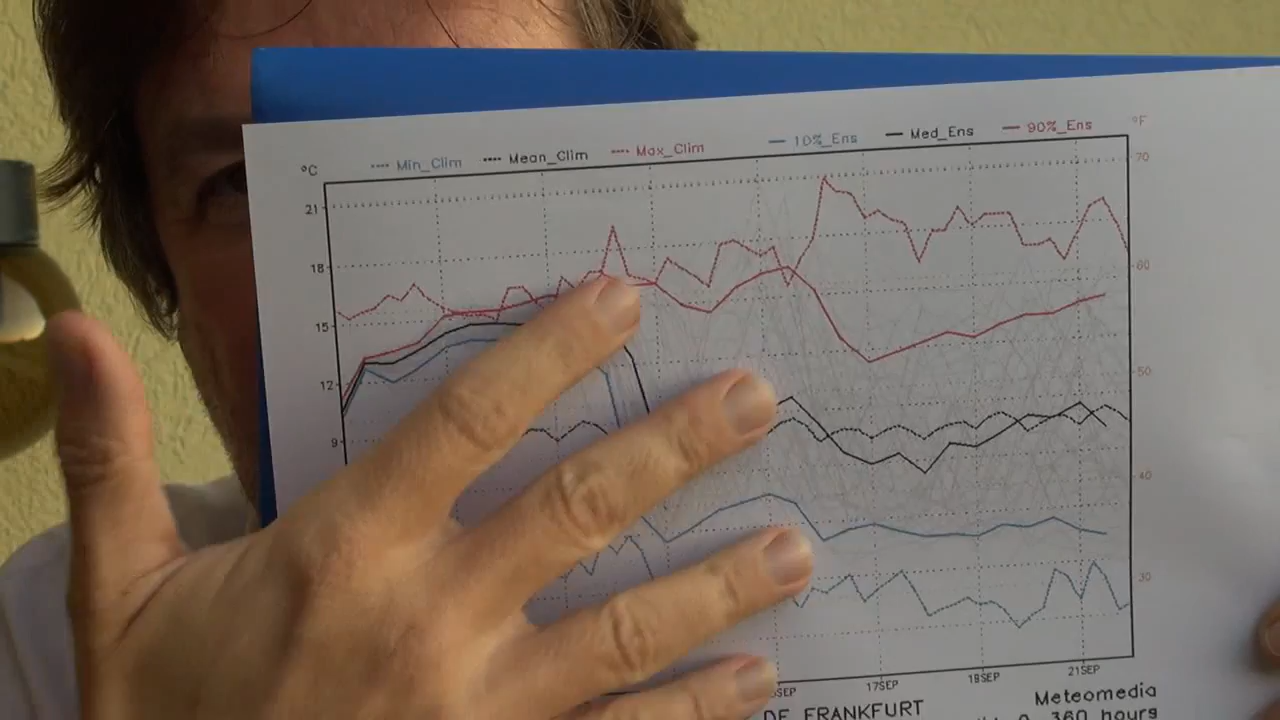 °C Min_Clim Mean_Clim Max_Clim 10%_Ens Med_Ens 90%_Ens °F
21 70
18 60
15
12 50
9 40
30
SEP 17SEP 19SEP 21SEP
DE FRANKFURT Meteomedia
0 360 hours